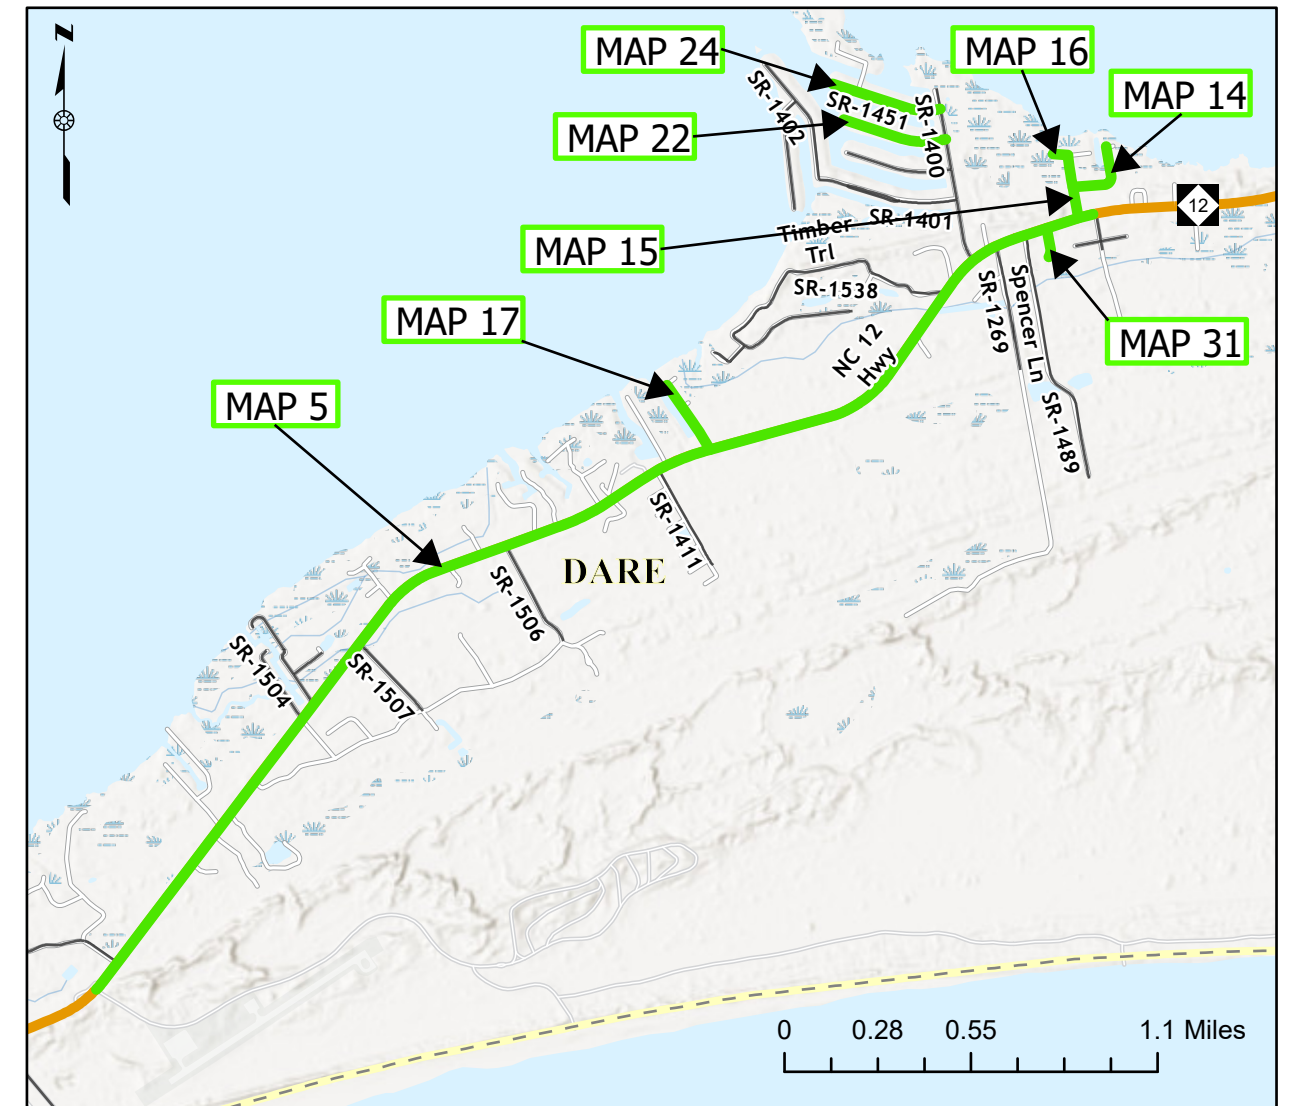 N
MAP 24
MAP 16
MAP 14
MAP 22
SR-1402
SR-1451
SR-1400
12
MAP 15
Timber
Trl
SR-1401
SR-1538
SR-1269
Spencer Ln
MAP 31
MAP 17
NC 12
Hwy
MAP 5
SR-1489
SR-1411
DARE
SR-1506
SR-1504
SR-1507
0 0.28 0.55 1.1 Miles